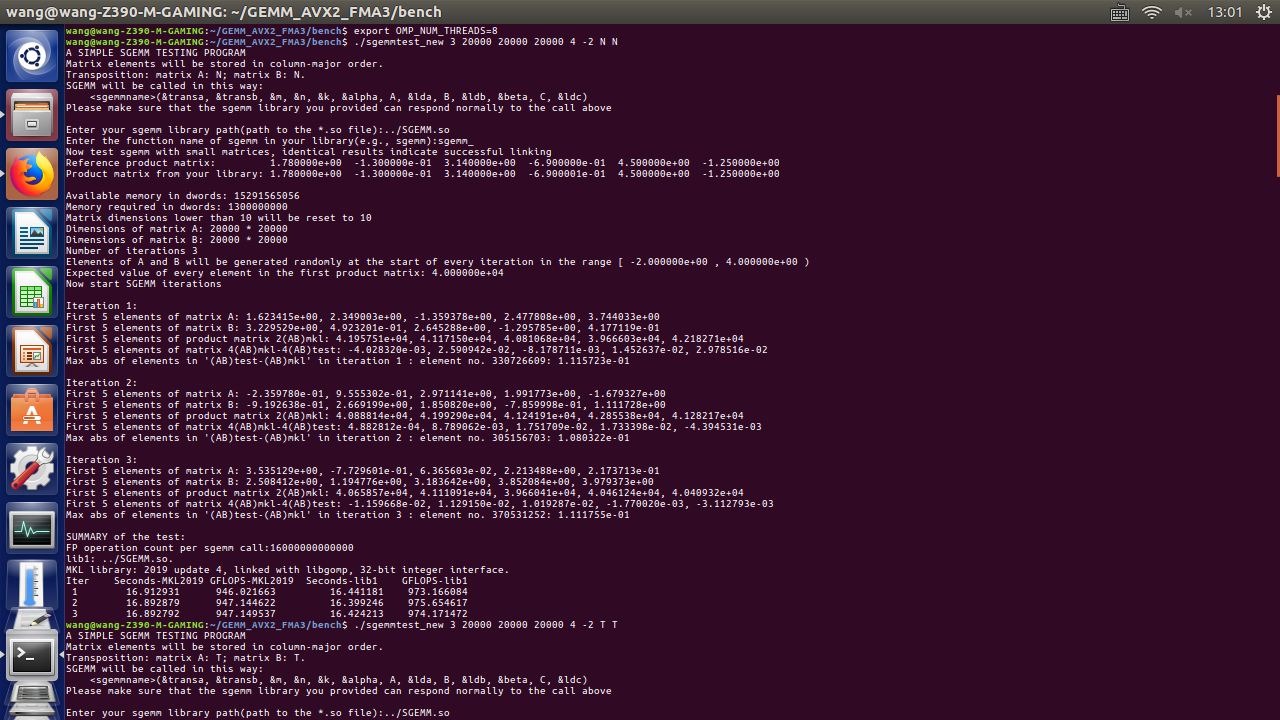 wang@wang-Z390-M-GAMING: ~/GEMM_AVX2_FMA3/bench 13:01
wang@wang-Z390-M-GAMING:~/GEMM_AVX2_FMA3/bench$ export OMP_NUM_THREADS=8
wang@wang-Z390-M-GAMING:~/GEMM_AVX2_FMA3/bench$ ./sgemmtest_new 3 20000 20000 20000 4 -2 N N
A SIMPLE SGEMM TESTING PROGRAM
Matrix elements will be stored in column-major order.
Transposition: matrix A: N; matrix B: N.
SGEMM will be called in this way:
    <sgemmname>(&transa, &transb, &m, &n, &k, &alpha, A, &lda, B, &ldb, &beta, C, &ldc)
Please make sure that the sgemm library you provided can respond normally to the call above
Enter your sgemm library path(path to the *.so file):../SGEMM.so
Enter the function name of sgemm in your library(e.g., sgemm):sgemm_
Now test sgemm with small matrices, identical results indicate successful linking
Reference product matrix:         1.780000e+00  -1.300000e-01  3.140000e+00  -6.900000e-01  4.500000e+00  -1.250000e+00
Product matrix from your library: 1.780000e+00  -1.300000e-01  3.140000e+00  -6.900001e-01  4.500000e+00  -1.250000e+00
Available memory in dwords: 15291565056
Memory required in dwords: 1300000000
Matrix dimensions lower than 10 will be reset to 10
Dimensions of matrix A: 20000 * 20000
Dimensions of matrix B: 20000 * 20000
Number of iterations 3
Elements of A and B will be generated randomly at the start of every iteration in the range [ -2.000000e+00 , 4.000000e+00 )
Expected value of every element in the first product matrix: 4.000000e+04
Now start SGEMM iterations
Iteration 1:
First 5 elements of matrix A: 1.623415e+00, 2.349003e+00, -1.359378e+00, 2.477808e+00, 3.744033e+00
First 5 elements of matrix B: 3.229529e+00, 4.923201e-01, 2.645288e+00, -1.295785e+00, 4.177119e-01
First 5 elements of product matrix 2(AB)mkl: 4.195751e+04, 4.117150e+04, 4.081068e+04, 3.966603e+04, 4.218271e+04
First 5 elements of matrix 4(AB)mkl-4(AB)test: -4.028320e-03, 2.590942e-02, -8.178711e-03, 1.452637e-02, 2.978516e-02
Max abs of elements in '(AB)test-(AB)mkl' in iteration 1 : element no. 330726609: 1.115723e-01
Iteration 2:
First 5 elements of matrix A: -2.359780e-01, 9.555302e-01, 2.971141e+00, 1.991773e+00, -1.679327e+00
First 5 elements of matrix B: -9.192638e-01, 2.669199e+00, 1.850820e+00, -7.859998e-01, 1.111728e+00
First 5 elements of product matrix 2(AB)mkl: 4.088814e+04, 4.199290e+04, 4.124191e+04, 4.285538e+04, 4.128217e+04
First 5 elements of matrix 4(AB)mkl-4(AB)test: 4.882812e-04, 8.789062e-03, 1.751709e-02, 1.733398e-02, -4.394531e-03
Max abs of elements in '(AB)test-(AB)mkl' in iteration 2 : element no. 305156703: 1.080322e-01
Iteration 3:
First 5 elements of matrix A: 3.535129e+00, -7.729601e-01, 6.365603e-02, 2.213488e+00, 2.173713e-01
First 5 elements of matrix B: 2.508412e+00, 1.194776e+00, 3.183642e+00, 3.852084e+00, 3.979373e+00
First 5 elements of product matrix 2(AB)mkl: 4.065857e+04, 4.111091e+04, 3.966041e+04, 4.046124e+04, 4.040932e+04
First 5 elements of matrix 4(AB)mkl-4(AB)test: -1.159668e-02, 1.129150e-02, 1.019287e-02, -1.770020e-03, -3.112793e-03
Max abs of elements in '(AB)test-(AB)mkl' in iteration 3 : element no. 370531252: 1.111755e-01
SUMMARY of the test:
FP operation count per sgemm call:16000000000000
lib1: ../SGEMM.so.
MKL library: 2019 update 4, linked with libgomp, 32-bit integer interface.
Iter    Seconds-MKL2019 GFLOPS-MKL2019  Seconds-lib1    GFLOPS-lib1
 1        16.912931      946.021663         16.441181    973.166084
 2        16.892879      947.144622         16.399246    975.654617
 3        16.892792      947.149537         16.424213    974.171472
wang@wang-Z390-M-GAMING:~/GEMM_AVX2_FMA3/bench$ ./sgemmtest_new 3 20000 20000 20000 4 -2 T T
A SIMPLE SGEMM TESTING PROGRAM
Matrix elements will be stored in column-major order.
Transposition: matrix A: T; matrix B: T.
SGEMM will be called in this way:
    <sgemmname>(&transa, &transb, &m, &n, &k, &alpha, A, &lda, B, &ldb, &beta, C, &ldc)
Please make sure that the sgemm library you provided can respond normally to the call above
Enter your sgemm library path(path to the *.so file):../SGEMM.so